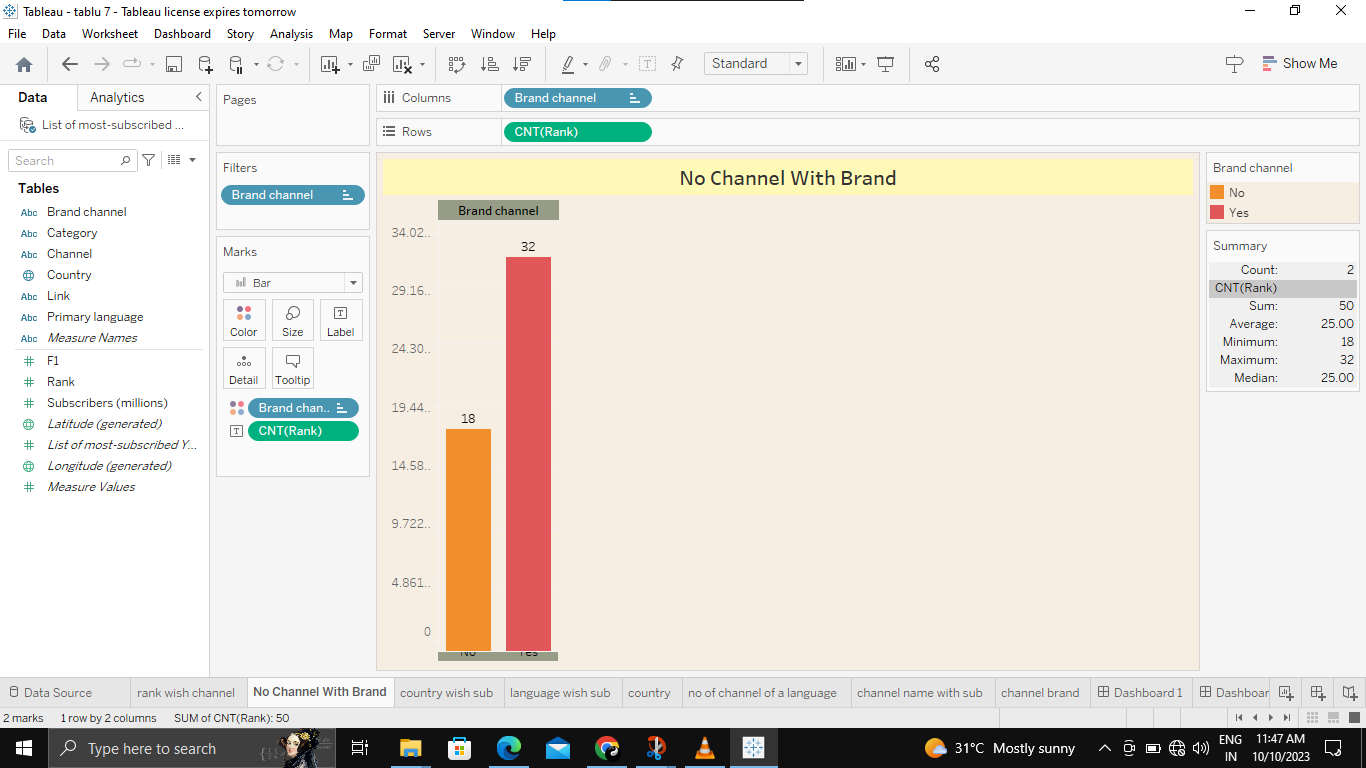 Tableau - tablu 7 - Tableau license expires tomorrow
File Data Worksheet Dashboard Story Analysis Map Format Server Window Help
Standard
Show Me
Data
Analytics
List of most-subscribed ...
Search
Tables
Abc Brand channel
Abc Category
Abc Channel
Country
Abc Link
Abc Primary language
Abc Measure Names
F1
Rank
Subscribers (millions)
Latitude (generated)
List of most-subscribed Y...
Longitude (generated)
Measure Values
Pages
Filters
Brand channel
Marks
Bar
Color Size Label
Detail Tooltip
Brand chan..
CNT(Rank)
Columns Brand channel
Rows CNT(Rank)
No Channel With Brand
Brand channel
34.02..
29.16..
24.30..
19.44..
14.58..
9.722..
4.861..
0
18
32
No Yes
Brand channel
No
Yes
Summary
Count: 2
CNT(Rank)
Sum: 50
Average: 25.00
Minimum: 18
Maximum: 32
Median: 25.00
Data Source rank wish channel No Channel With Brand country wish sub language wish sub country no of channel of a language channel name with sub channel brand Dashboard 1 Dashboar
2 marks 1 row by 2 columns SUM of CNT(Rank): 50
Type here to search
31°C Mostly sunny
ENG
IN
11:47 AM
10/10/2023